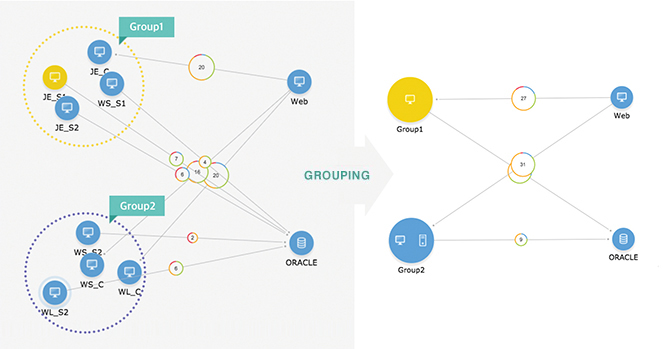 Group1
JE_C
20
JE_S1
WS_S1
Web
JE_S2
7
4
6
16
20
Group2
WS_S2
2
ORACLE
WS_C
WL_C
6
WL_S2
GROUPING
27
Group1
Web
31
9
Group2
ORACLE